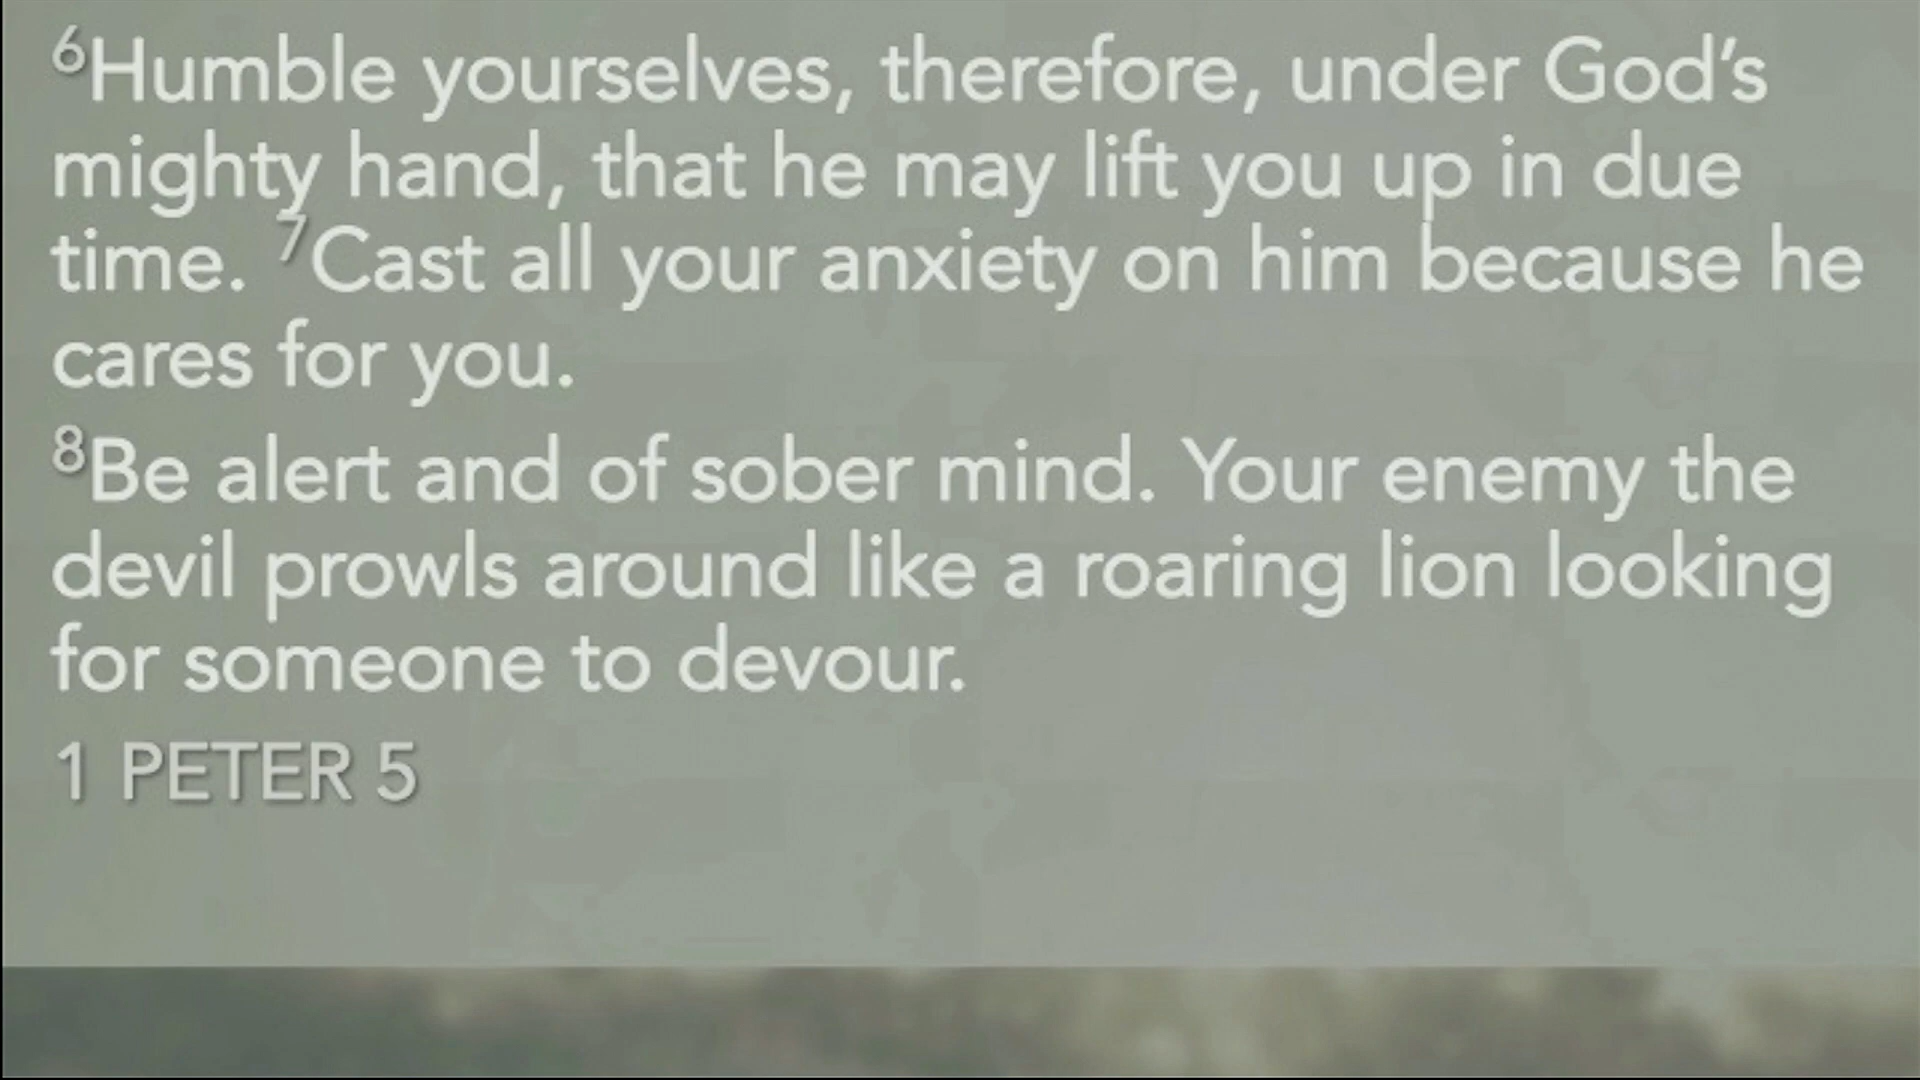 6Humble yourselves, therefore, under God’s
mighty hand, that he may lift you up in due
time. 7Cast all your anxiety on him because he
cares for you.
8Be alert and of sober mind. Your enemy the
devil prowls around like a roaring lion looking
for someone to devour.
1 PETER 5